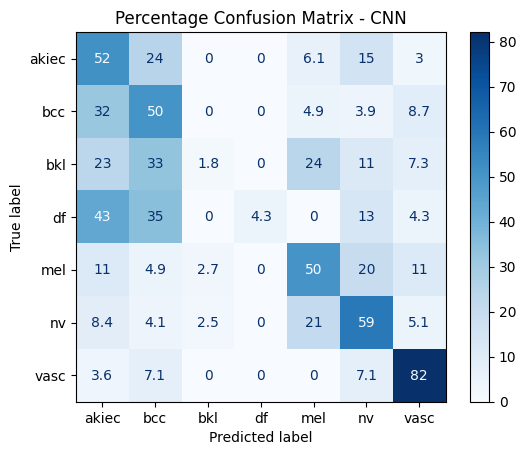 Percentage Confusion Matrix - CNN
akiec 52 24 0 0 6.1 15 3
bcc 32 50 0 0 4.9 3.9 8.7
bkl 23 33 1.8 0 24 11 7.3
df 43 35 0 4.3 0 13 4.3
mel 11 4.9 2.7 0 50 20 11
nv 8.4 4.1 2.5 0 21 59 5.1
vasc 3.6 7.1 0 0 0 7.1 82
akiec bcc bkl df mel nv vasc
Predicted label
True label
80
70
60
50
40
30
20
10
0